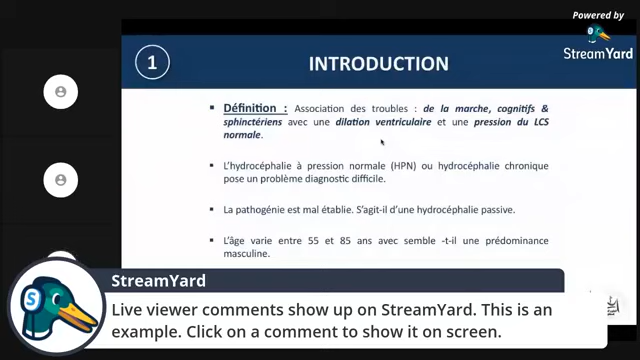 Powered by
StreamYard
1
INTRODUCTION
Définition : Association des troubles : de la marche, cognitifs &
sphinctériens avec une dilation ventriculaire et une pression du LCS
normale.
L'hydrocéphalie à pression normale (HPN) ou hydrocéphalie chronique
pose un problème diagnostic difficile.
La pathogénie est mal établie. S'agit-il d'une hydrocéphalie passive.
L'âge varie entre 55 et 85 ans avec semble -t-il une prédominance
masculine.
S
StreamYard
Live viewer comments show up on StreamYard. This is an
example. Click on a comment to show it on screen.